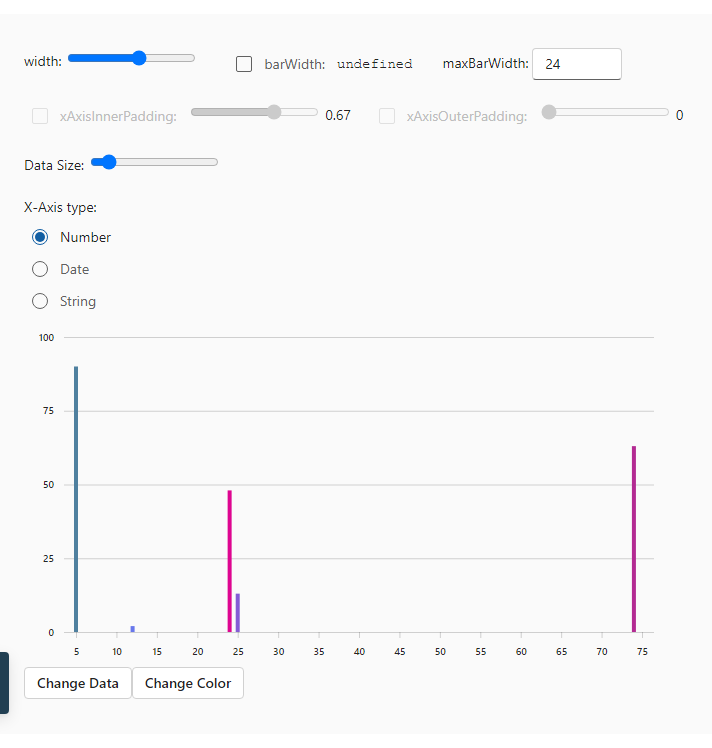 width: barWidth: undefined maxBarWidth: 24
xAxisInnerPadding: 0.67 xAxisOuterPadding: 0
Data Size:
X-Axis type:
Number
Date
String
100
75
50
25
0
5 10 15 20 25 30 35 40 45 50 55 60 65 70 75
Change Data Change Color